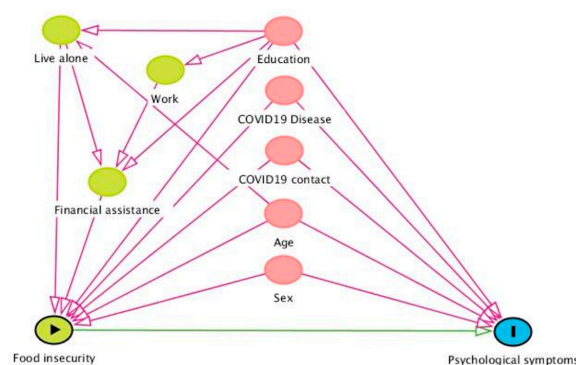 Live alone
Education
Work
COVID19 Disease
COVID19 contact
Financial assistance
Age
Sex
Food insecurity
Psychological symptoms